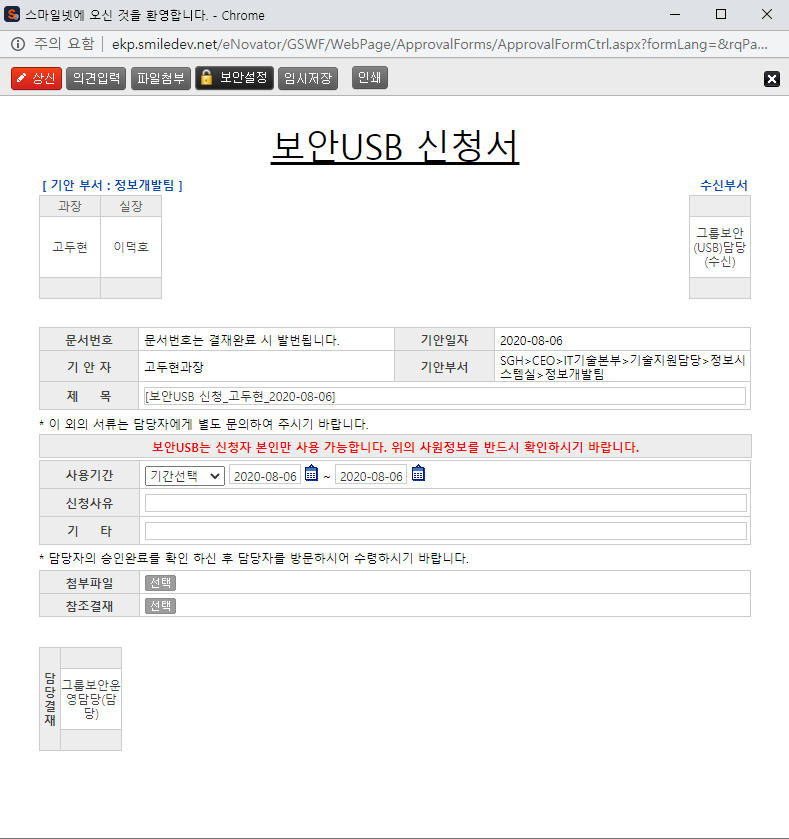 스마일넷에 오신 것을 환영합니다. - Chrome
주의 요함 | ekp.smiledev.net/eNovator/GSWF/WebPage/ApprovalForms/ApprovalFormCtrl.aspx?formLang=&rqPa...
상신 의견입력 파일첨부 보안설정 임시저장 인쇄
보안USB 신청서
[ 기안 부서 : 정보개발팀 ] 수신부서
과장 실장
고두현 이덕호
그룹보안
(USB)담당
(수신)
문서번호 문서번호는 결재완료 시 발번됩니다. 기안일자 2020-08-06
기 안 자 고두현과장 기안부서 SGH>CEO>IT기술본부>기술지원담당>정보시
스템실>정보개발팀
제 목 [보안USB 신청_고두현_2020-08-06]
* 이 외의 서류는 담당자에게 별도 문의하여 주시기 바랍니다.
보안USB는 신청자 본인만 사용 가능합니다. 위의 사원정보를 반드시 확인하시기 바랍니다.
사용기간 기간선택 2020-08-06 ~ 2020-08-06
신청사유
기 타
* 담당자의 승인완료를 확인 하신 후 담당자를 방문하시어 수령하시기 바랍니다.
첨부파일 선택
참조결재 선택
담당결재
그룹보안운
영담당(담
당)